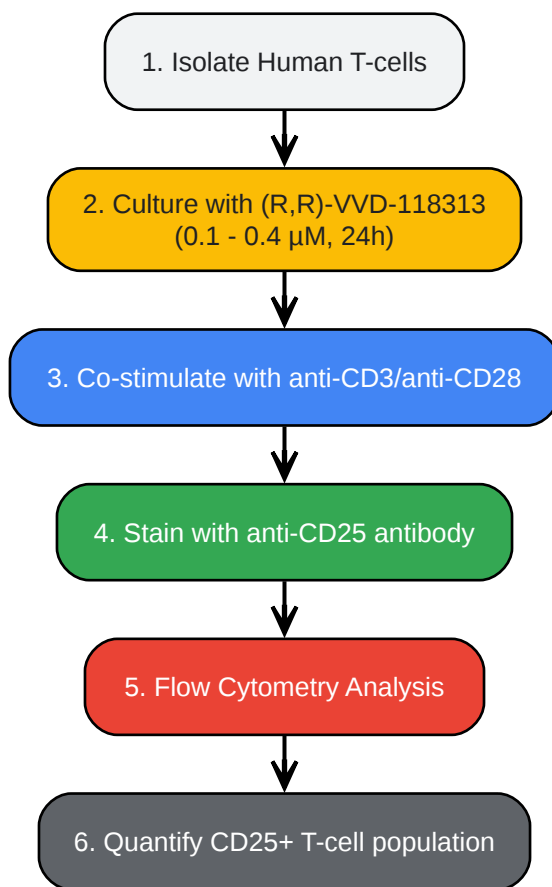 1. Isolate Human T-cells
2. Culture with (R,R)-VVD-118313
(0.1 - 0.4 µM, 24h)
3. Co-stimulate with anti-CD3/anti-CD28
4. Stain with anti-CD25 antibody
5. Flow Cytometry Analysis
6. Quantify CD25+ T-cell population